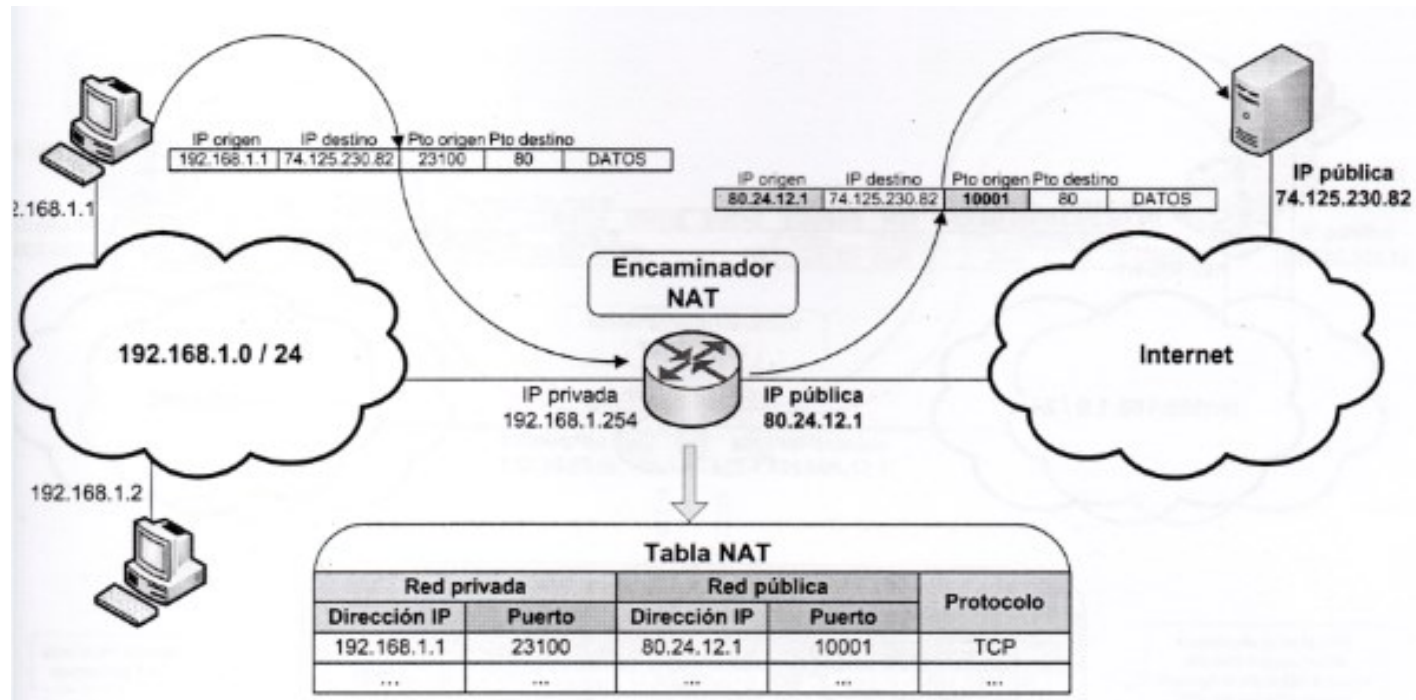 IP origen IP destino Pto origen Pto destino
192.168.1.1 74.125.230.82 23100 80 DATOS
IP origen IP destino Pto origen Pto destino
80.24.12.1 74.125.230.82 10001 80 DATOS
IP pública
74.125.230.82
2.168.1.1
Encaminador
NAT
192.168.1.0 / 24
Internet
IP privada
192.168.1.254
IP pública
80.24.12.1
192.168.1.2
Tabla NAT
Red privada Red pública Protocolo
Dirección IP Puerto Dirección IP Puerto
192.168.1.1 23100 80.24.12.1 10001 TCP
... ... ... ... ...